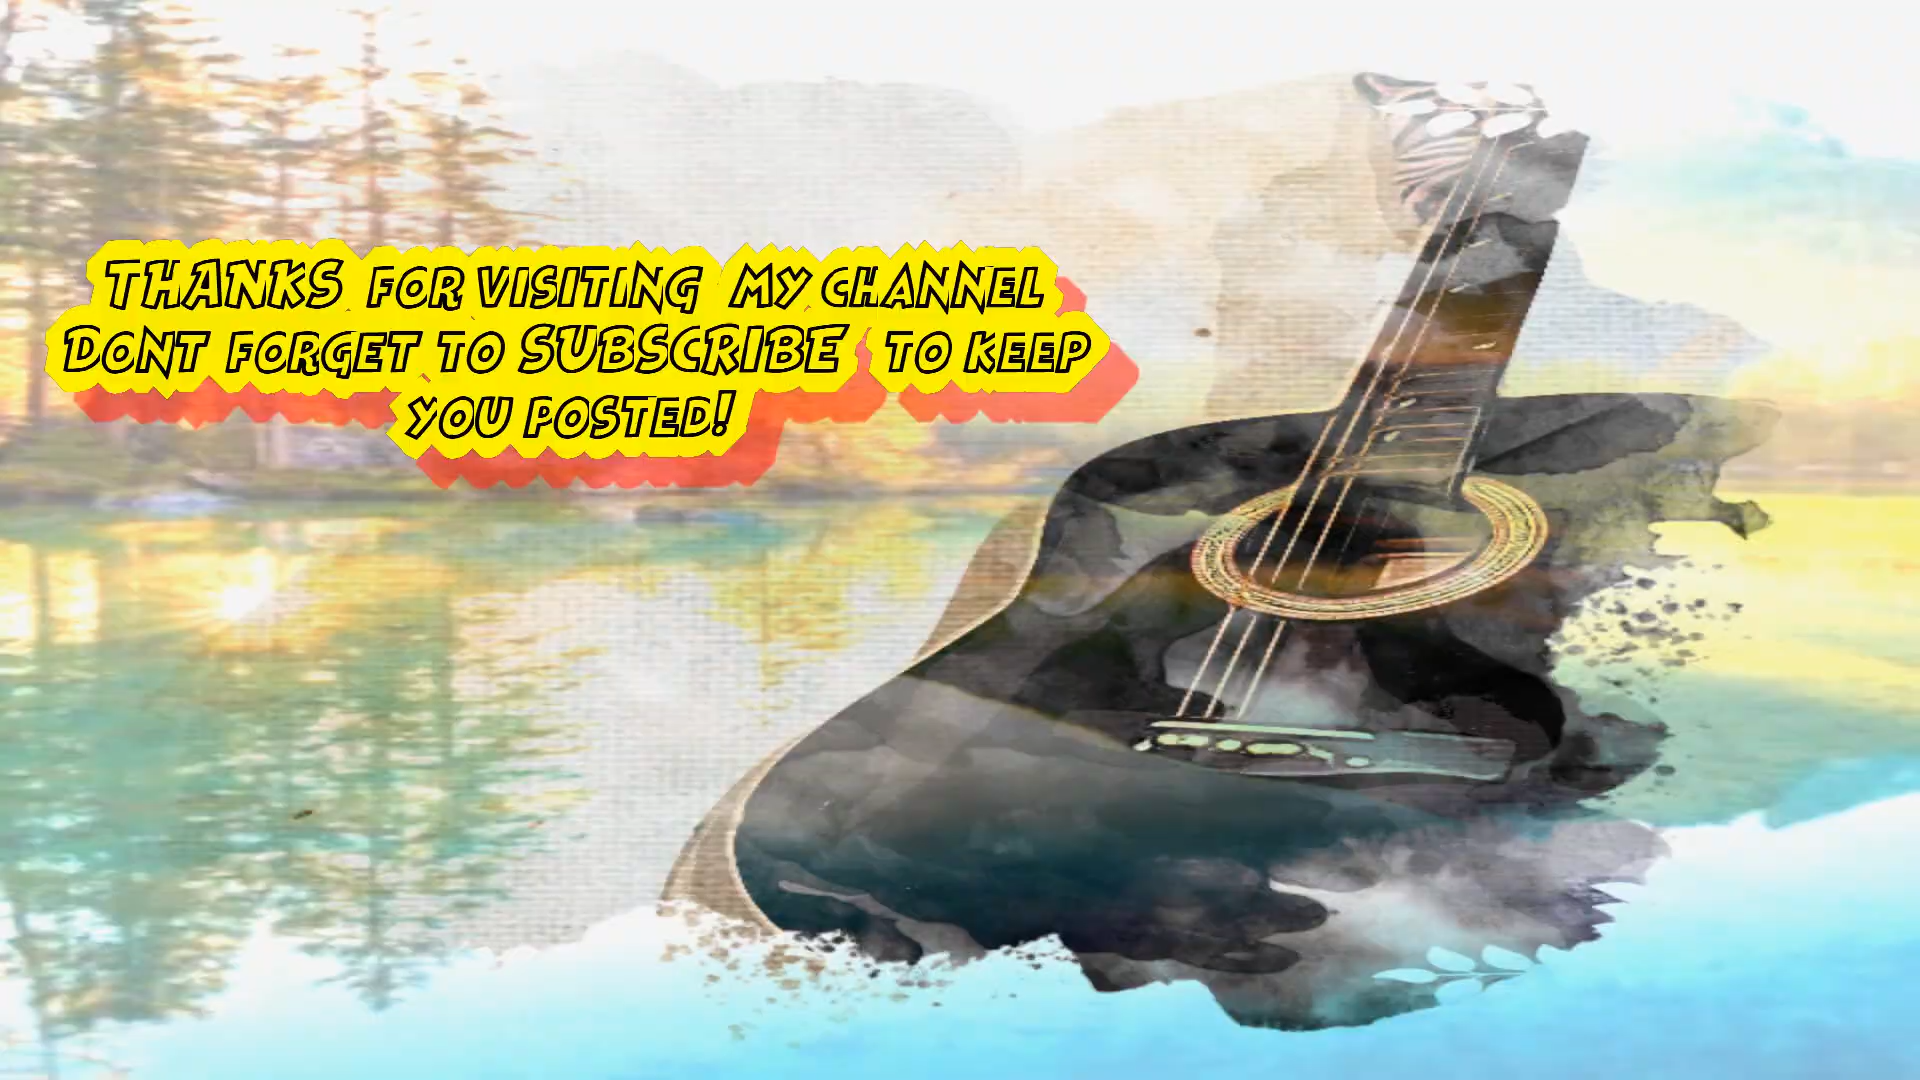 THANKS FOR VISITING MY CHANNEL
DONT FORGET TO SUBSCRIBE TO KEEP
YOU POSTED!